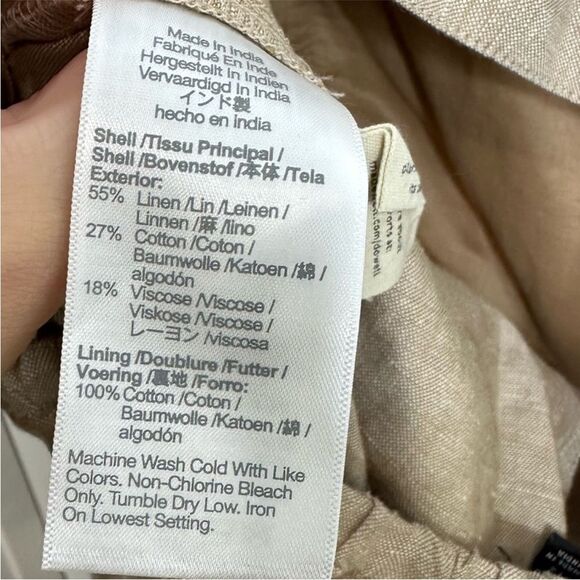 Made In India
Fabriqué En Inde
Hergestellt In Indien
Vervaardigd In India
インド製
hecho en india
Shell /Tissu Principal /
Shell /Bovenstof /本体 /Tela
Exterior:
55% Linen /Lin /Leinen /
Linnen /麻 /lino
27% Cotton /Coton /
Baumwolle /Katoen /綿 /
algodón
18% Viscose /Viscose /
Viskose /Viscose /
レーヨン /viscosa
Lining /Doublure /Futter /
Voering /裏地 /Forro:
100% Cotton /Coton /
Baumwolle /Katoen /綿 /
algodón
Machine Wash Cold With Like
Colors. Non-Chlorine Bleach
Only. Tumble Dry Low. Iron
On Lowest Setting.
.com/dowell